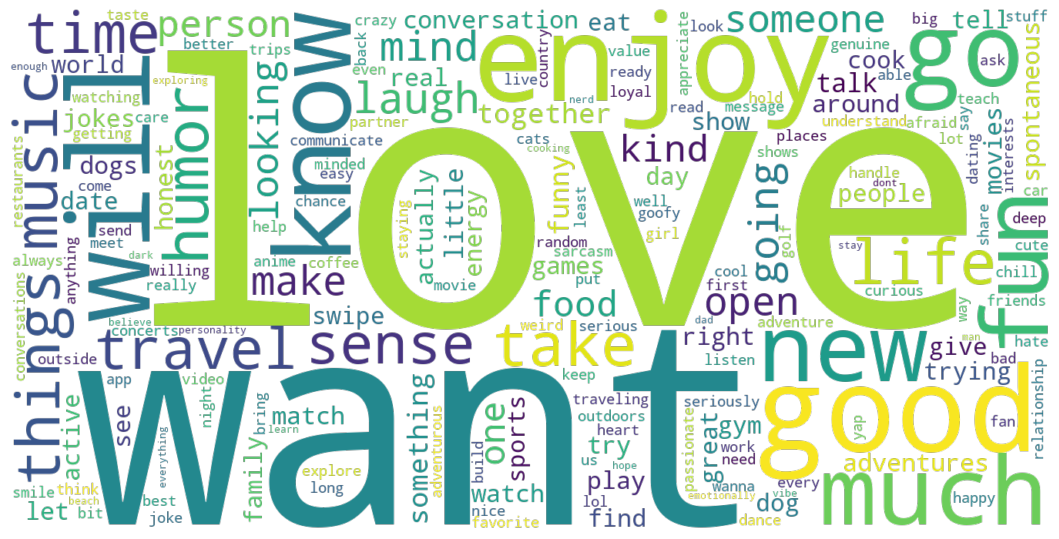 taste
time
person
better
crazy
conversation
eat
someone
big
tell
stuff
enough
world
trips
know
back
mind
enjoy
look
appreciate
genuine
go
ask
watching
exploring
looking
even
real
value
live
country
ready
loyal
cook
able
teach
spontaneous
jokes
care
getting
laugh
together
nerd
read
hold
message
talk
around
understand
afraid
say
lot
music
will
humor
love
partner
communicate
cats
cooking
show
places
dating
movies
interests
restaurants
dogs
honest
minded
easy
kind
shows
handle
dont
people
car
come
date
chance
day
well
goofy
least
girl
going
golf
stay
share
deep
cute
send
meet
help
staying
actually
little
energy
funny
random
sarcasm
life
fun
always
anything
dark
willing
really
anime
coffee
make
movie
games
put
cool
first
open
curious
chill
way
friends
things
conversations
believe
concerts
personality
swipe
food
dad
adventure
right
man
hate
outside
travel
sense
take
weird
serious
listen
new
give
bad
trying
want
app
video
see
night
bring
match
keep
traveling
seriously
good
fan
relationship
active
everything
learn
family
something
adventurous
one
sports
outdoors
heart
try
us
passionate
great
gym
work
need
yap
adventures
smile
think
beach
explore
long
build
watch
hope
play
emotionally
wanna
vibe
every
dog
much
happy
let
bit
best
joke
nice
favorite
lol
find
dance